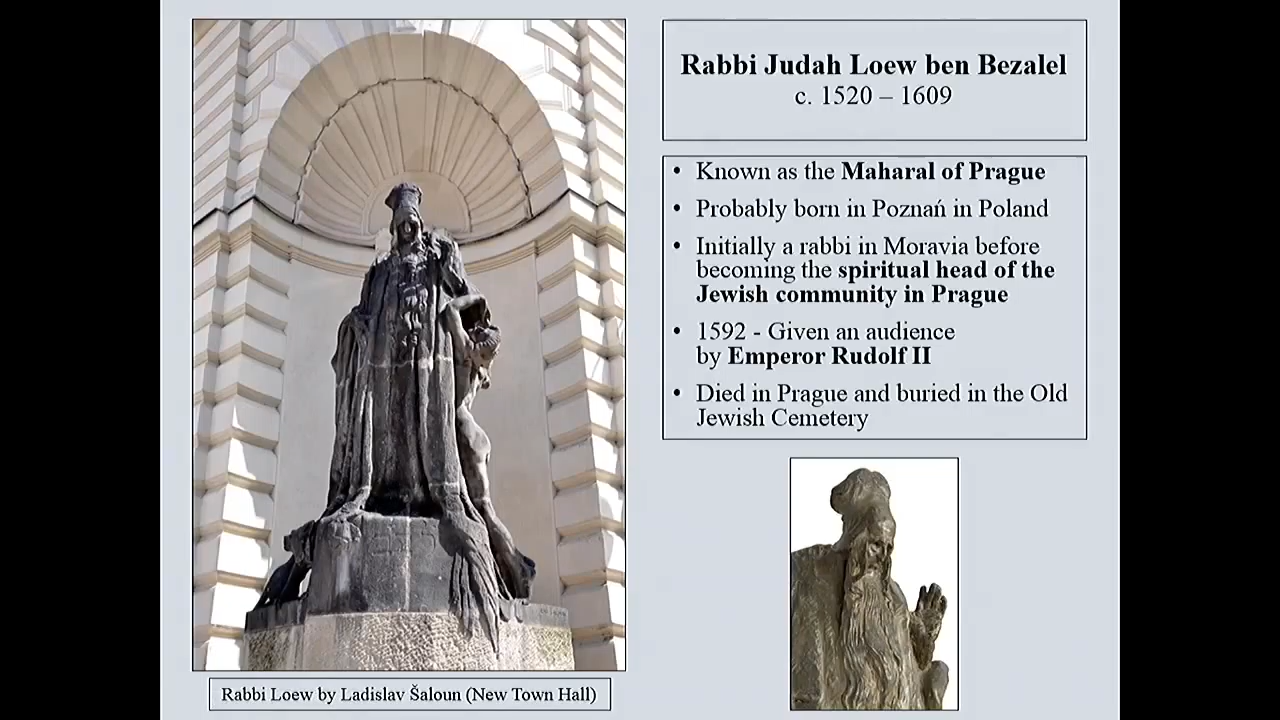 Rabbi Judah Loew ben Bezalel
c. 1520 – 1609
• Known as the Maharal of Prague
• Probably born in Poznań in Poland
• Initially a rabbi in Moravia before
becoming the spiritual head of the
Jewish community in Prague
• 1592 - Given an audience
by Emperor Rudolf II
• Died in Prague and buried in the Old
Jewish Cemetery
Rabbi Loew by Ladislav Šaloun (New Town Hall)